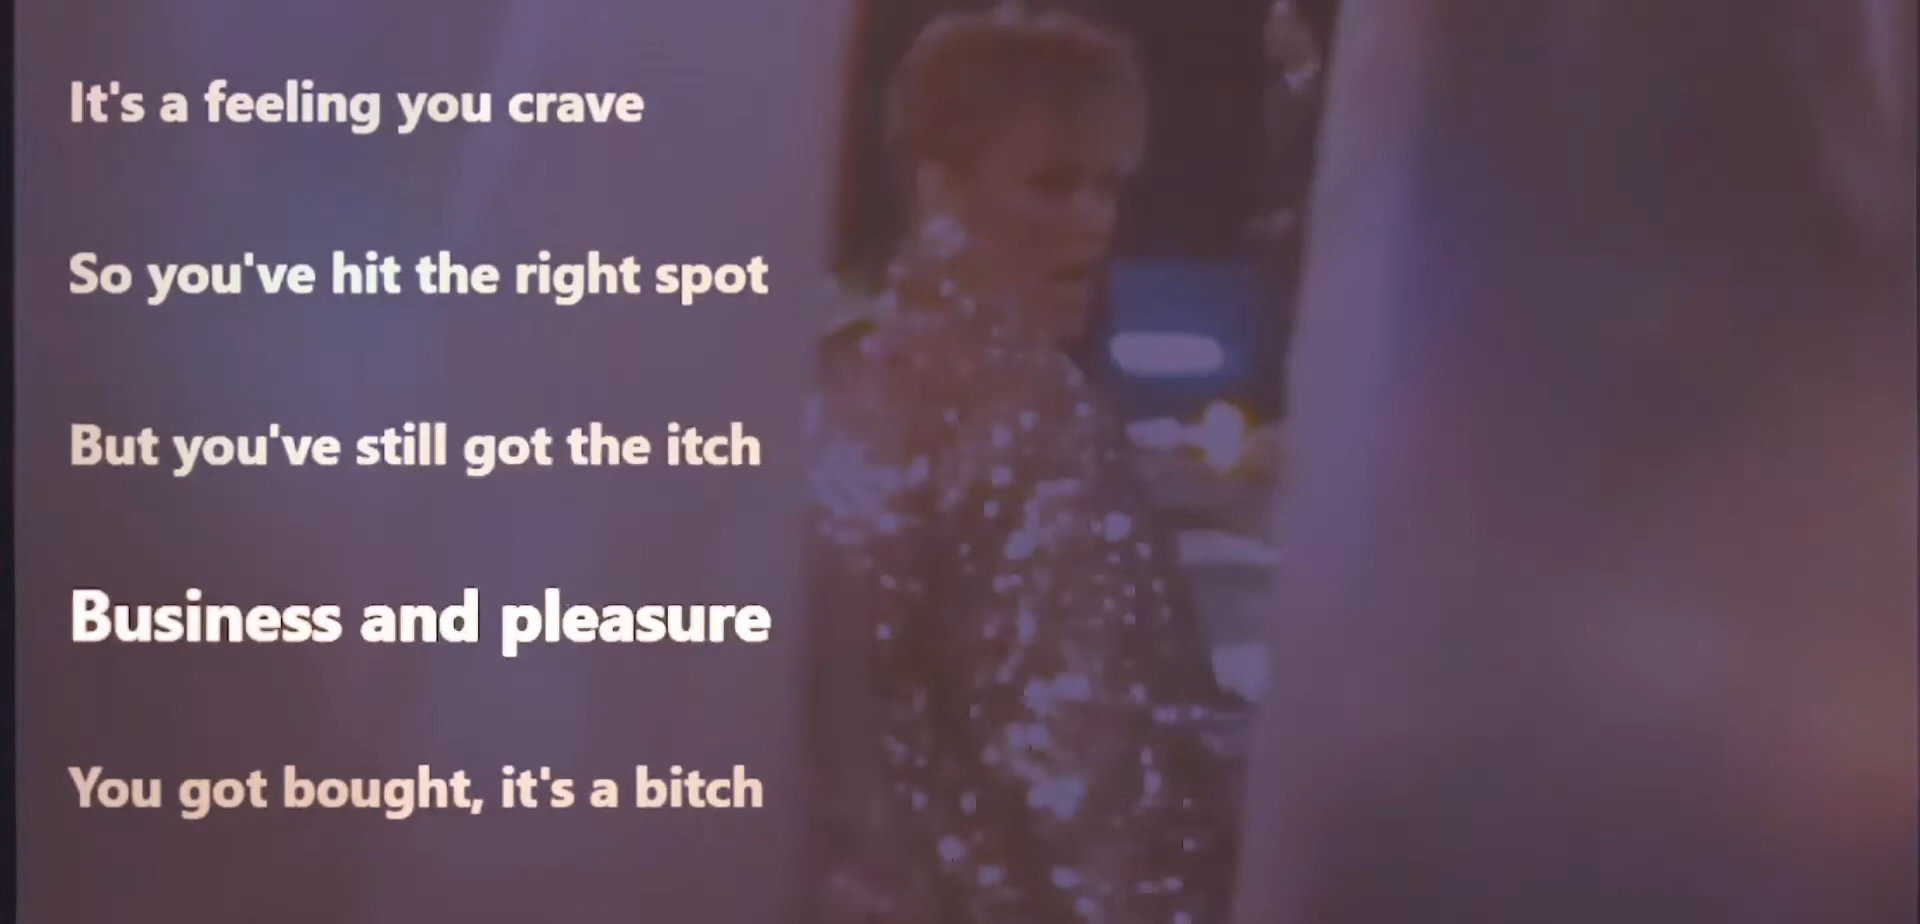 It's a feeling you crave
So you've hit the right spot
But you've still got the itch
Business and pleasure
You got bought, it's a bitch